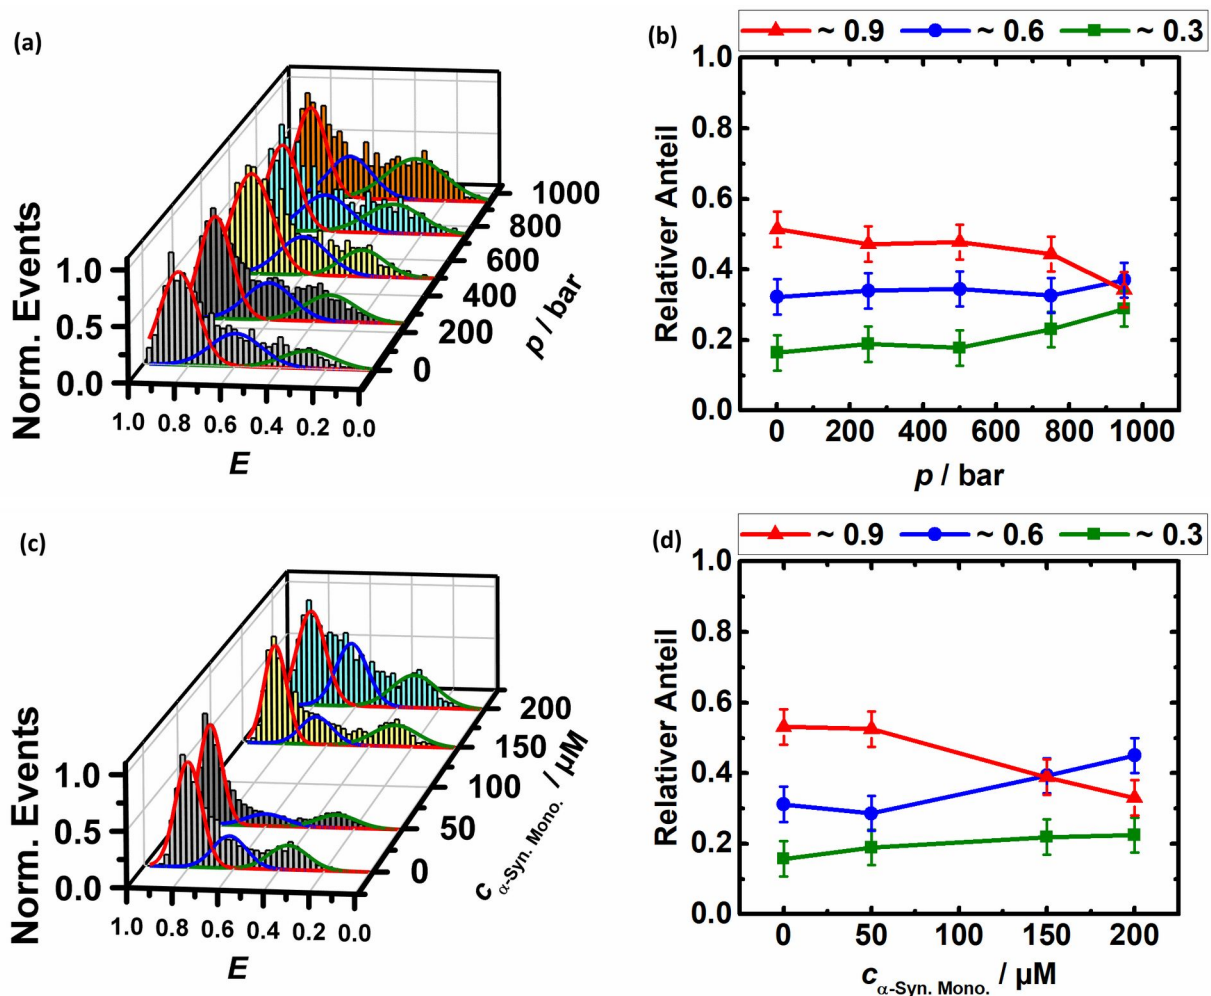 (a)
Norm. Events
1.0
0.5
0.0
1.0 0.8 0.6 0.4 0.2 0.0
E
0
200
400
600
800
1000
p / bar
(b)
~ 0.9 ~ 0.6 ~ 0.3
Relativer Anteil
1.0
0.8
0.6
0.4
0.2
0.0
0 200 400 600 800 1000
p / bar
(c)
Norm. Events
1.0
0.5
0.0
1.0 0.8 0.6 0.4 0.2 0.0
E
0
50
100
150
200
c α-Syn. Mono. / µM
(d)
~ 0.9 ~ 0.6 ~ 0.3
Relativer Anteil
1.0
0.8
0.6
0.4
0.2
0.0
0 50 100 150 200
c α-Syn. Mono. / µM